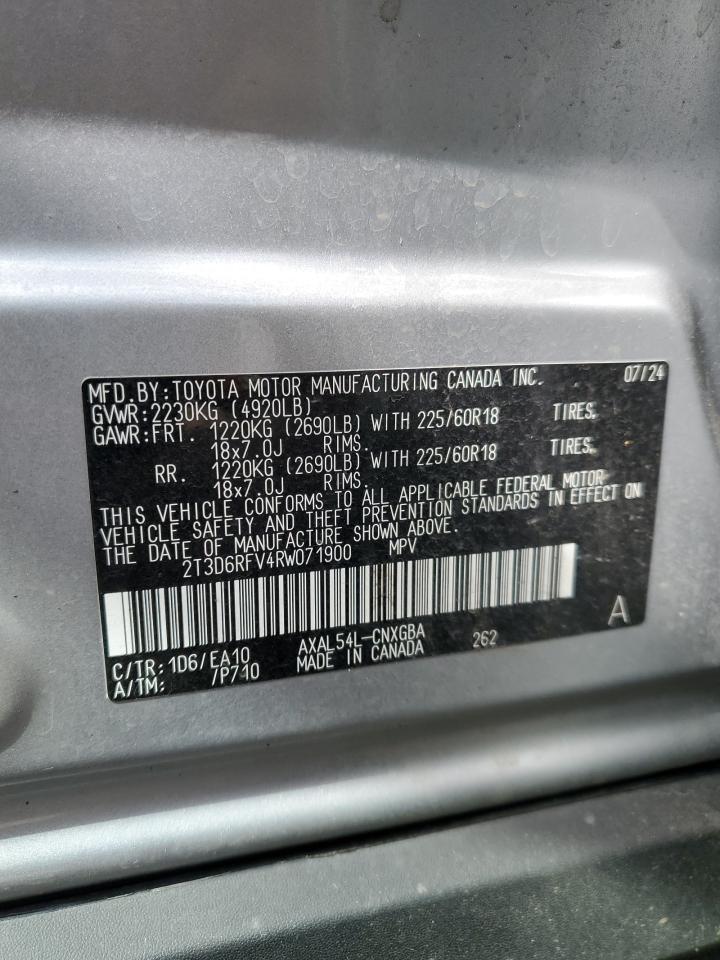 MFD.BY:TOYOTA MOTOR MANUFACTURING CANADA INC. 07/24
GVWR:2230KG (4920LB)
GAWR:FRT. 1220KG (2690LB) WITH 225/60R18 TIRES,
18x7.0J RIMS.
RR. 1220KG (2690LB) WITH 225/60R18 TIRES,
18x7.0J RIMS.
THIS VEHICLE CONFORMS TO ALL APPLICABLE FEDERAL MOTOR
VEHICLE SAFETY AND THEFT PREVENTION STANDARDS IN EFFECT ON
THE DATE OF MANUFACTURE SHOWN ABOVE.
2T3D6RFV4RW071900 MPV
A
C/TR:1D6/EA10 AXAL54L-CNXGBA 262
A/TM: /P710 MADE IN CANADA